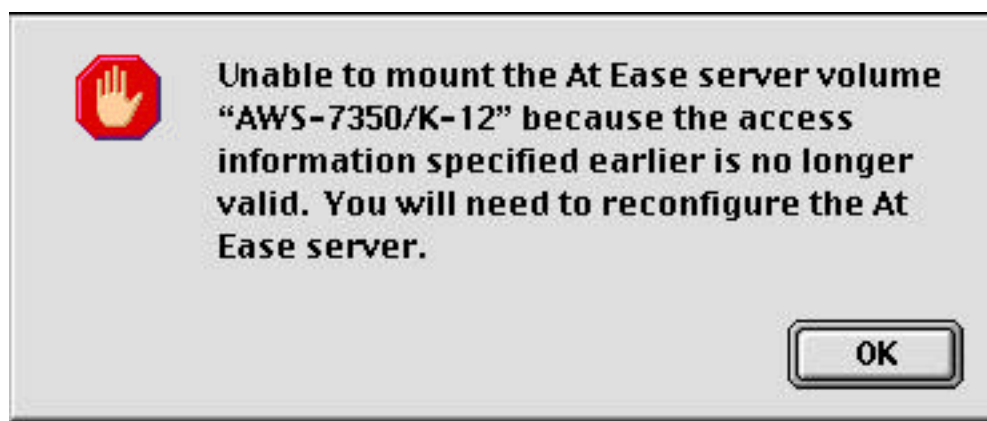 Unable to mount the At Ease server volume
“AWS-7350/K-12” because the access
information specified earlier is no longer
valid. You will need to reconfigure the At
Ease server.
OK